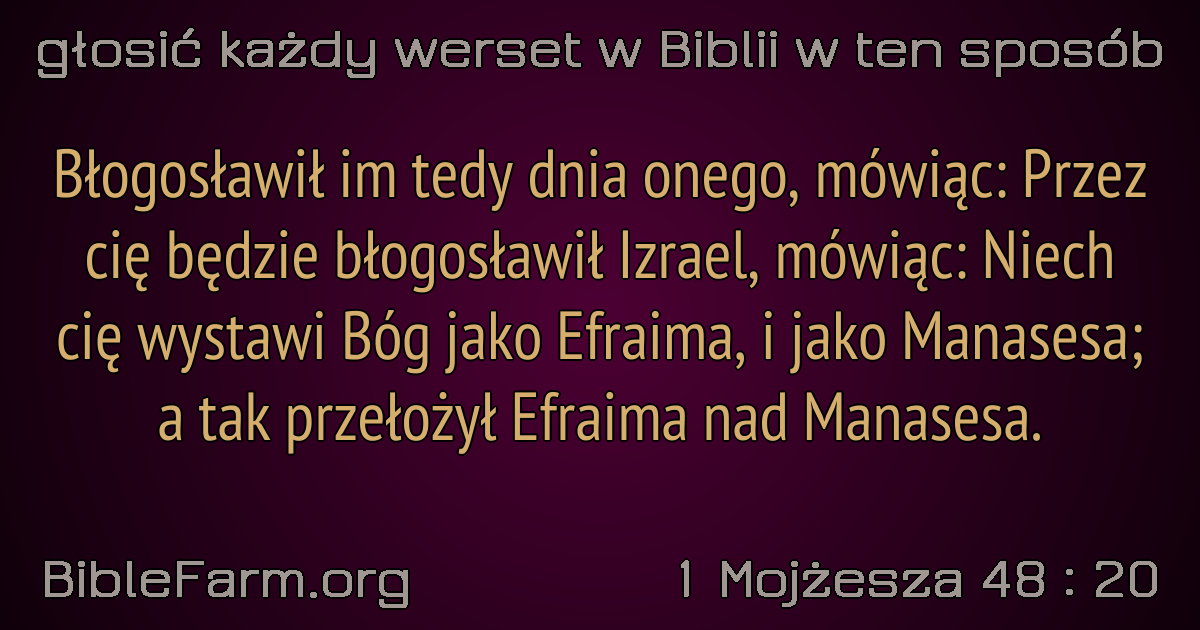 głosić każdy werset w Biblii w ten sposób
Błogosławił im tedy dnia onego, mówiąc: Przez
cię będzie błogosławił Izrael, mówiąc: Niech
cię wystawi Bóg jako Efraima, i jako Manasesa;
a tak przełożył Efraima nad Manasesa.
BibleFarm.org
1 Mojżesza 48 : 20